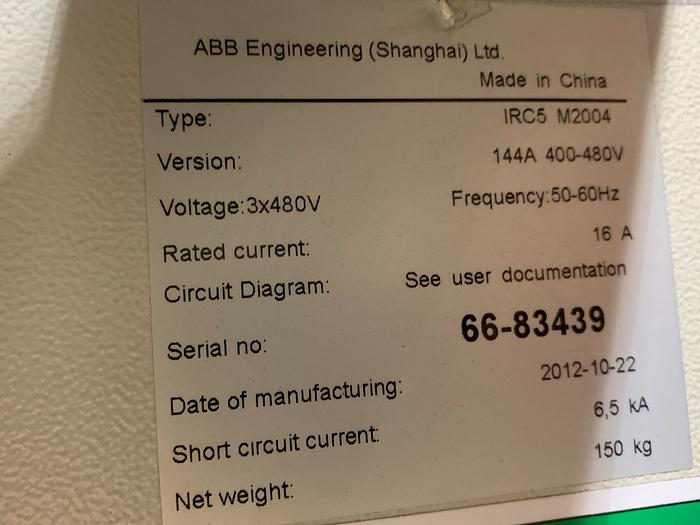 ABB Engineering (Shanghai) Ltd.
Made in China
Type: IRC5 M2004
Version: 144A 400-480V
Voltage:3x480V Frequency:50-60Hz
Rated current: 16 A
Circuit Diagram: See user documentation
Serial no: 66-83439
Date of manufacturing: 2012-10-22
Short circuit current: 6,5 kA
Net weight: 150 kg